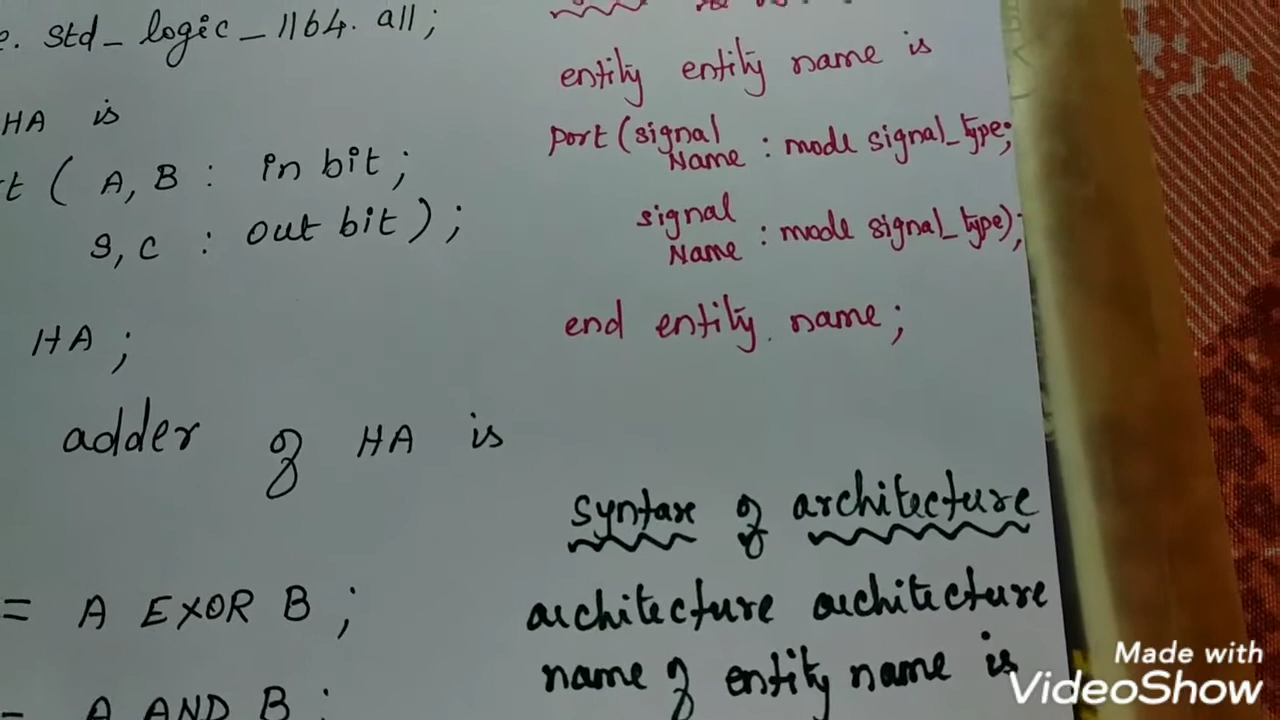 e. std_logic_1164.all;
HA is
t ( A, B : in bit;
S, C : out bit);
HA ;
adder of HA is
= A EXOR B ;
A AND B ;
entity entity name is
port (signal Name : mode signal_type;
signal Name : mode signal_type);
end entity name;
syntax of architecture
architecture architecture
name of entity name is
Made with
VideoShow